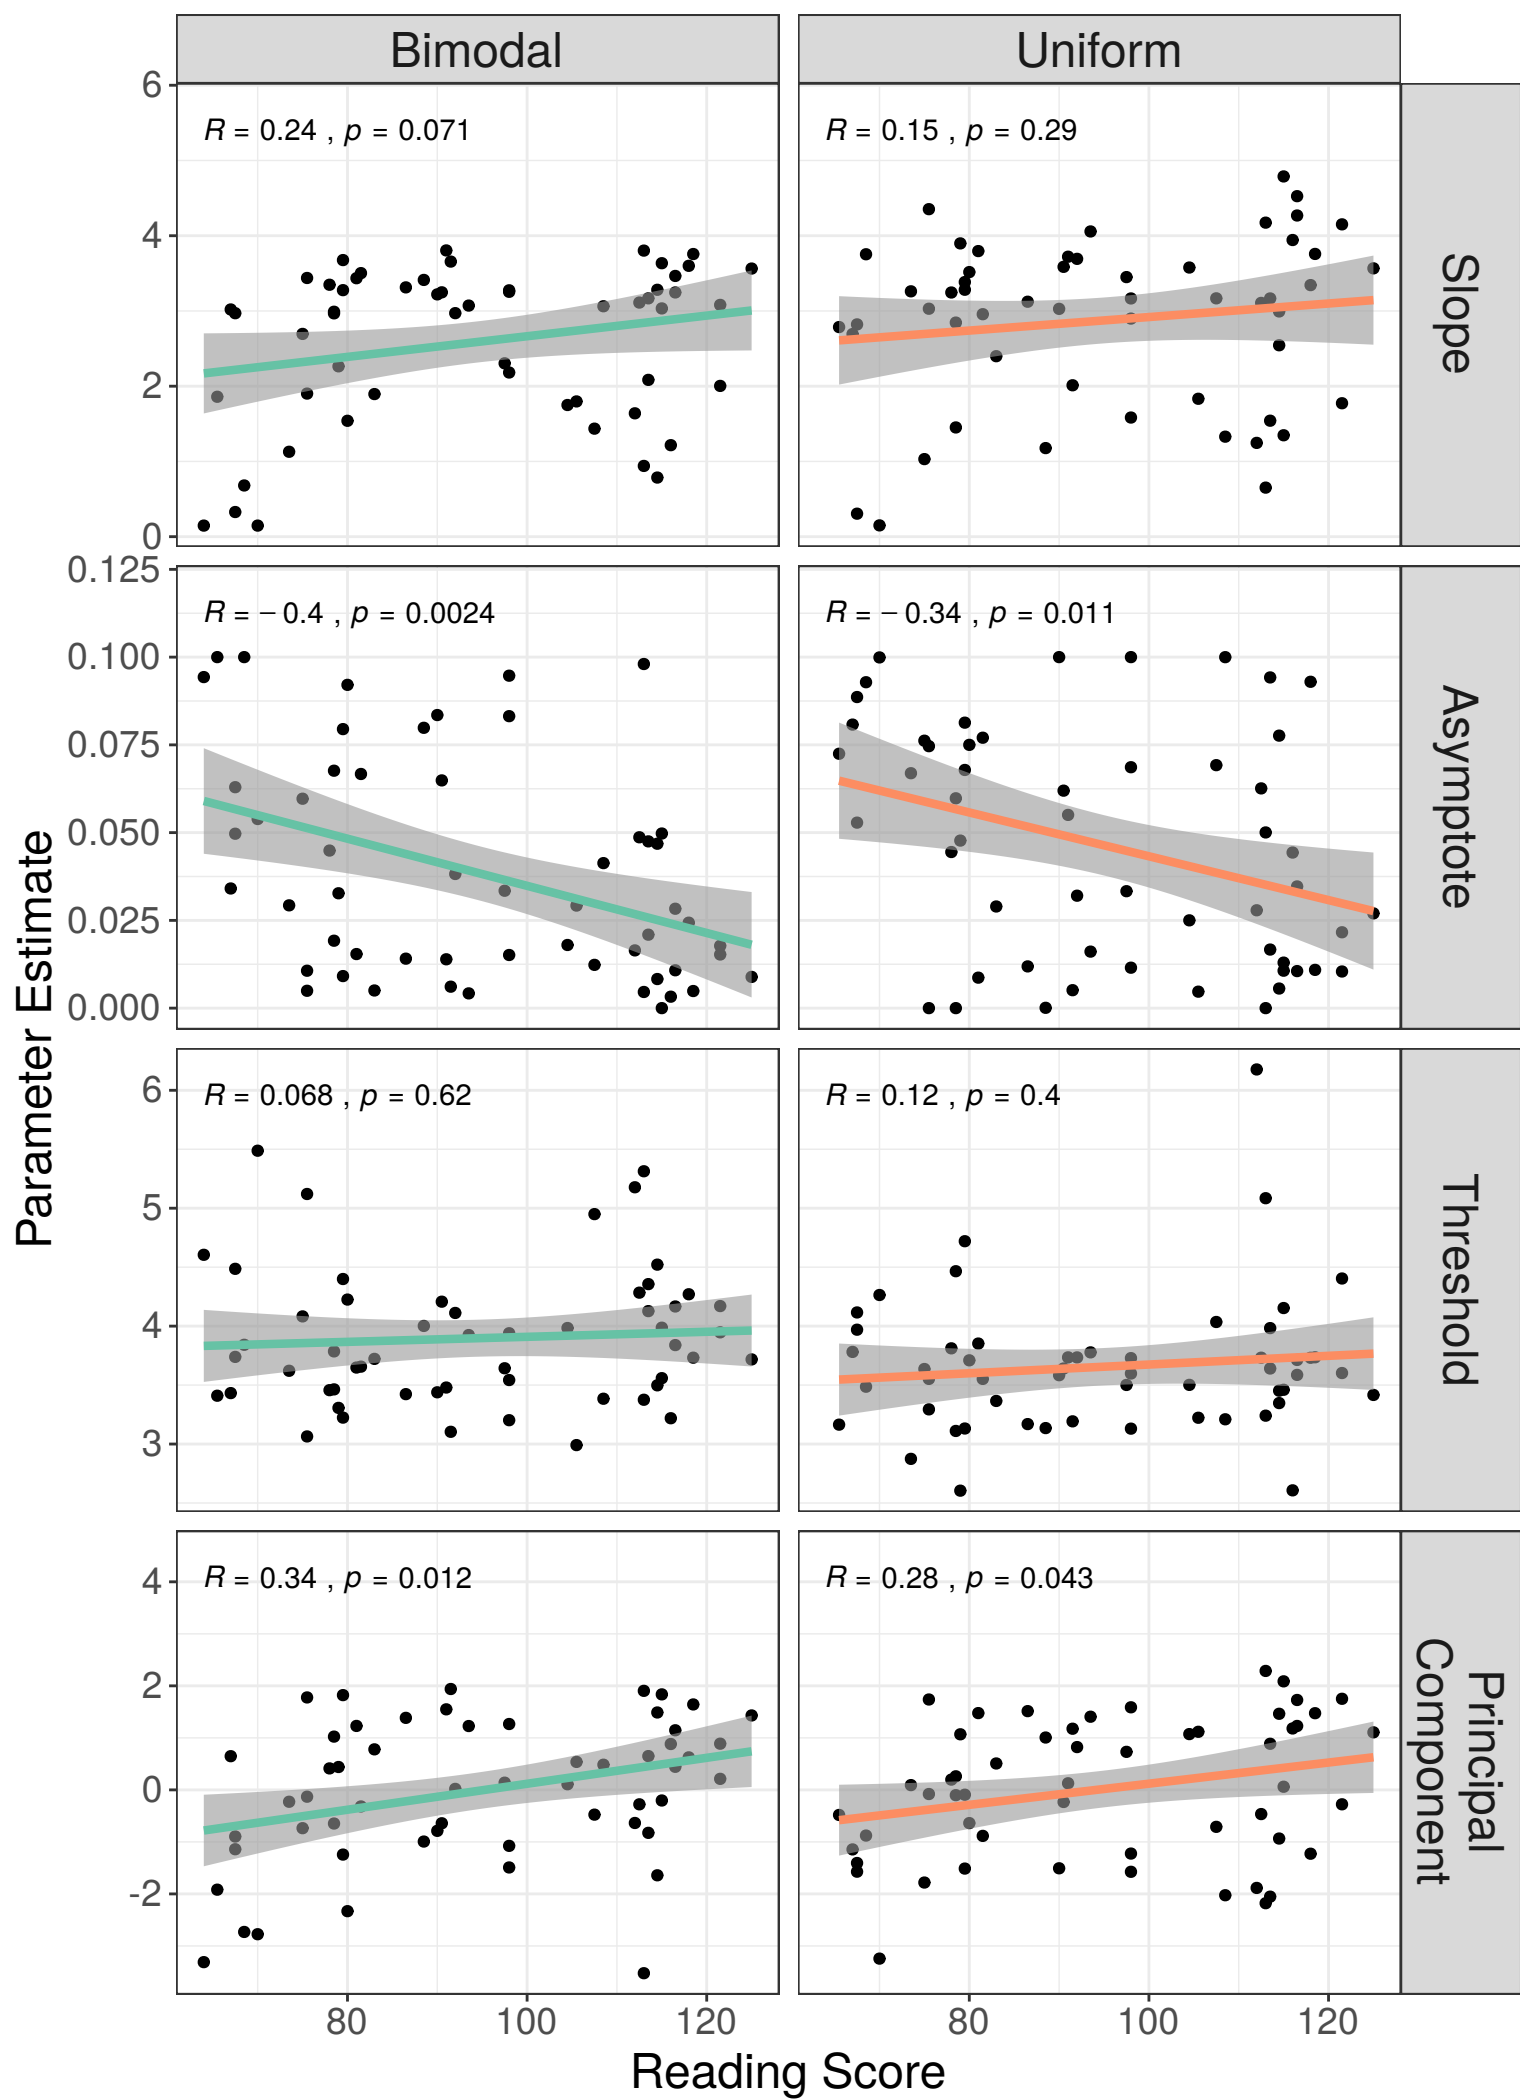 Bimodal
Uniform
6
4
2
0
R = 0.24 , p = 0.071
R = 0.15 , p = 0.29
Slope
0.125
0.100
0.075
0.050
0.025
0.000
R = − 0.4 , p = 0.0024
R = − 0.34 , p = 0.011
Asymptote
Parameter Estimate
6
5
4
3
R = 0.068 , p = 0.62
R = 0.12 , p = 0.4
Threshold
4
2
0
-2
R = 0.34 , p = 0.012
R = 0.28 , p = 0.043
Principal
Component
80 100 120
80 100 120
Reading Score